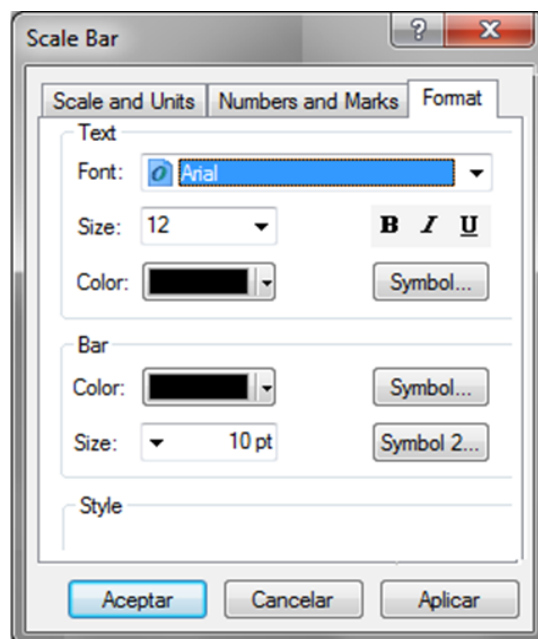 Scale Bar
Scale and Units Numbers and Marks Format
Text
Font: Arial
Size: 12 B I U
Color: Symbol...
Bar
Color: Symbol...
Size: 10 pt Symbol 2...
Style
Aceptar Cancelar Aplicar